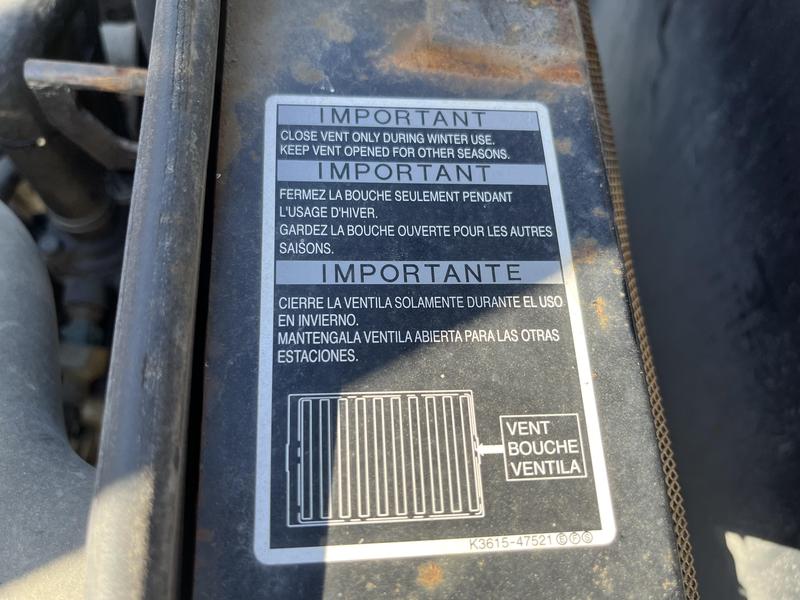 IMPORTANT
CLOSE VENT ONLY DURING WINTER USE.
KEEP VENT OPENED FOR OTHER SEASONS.
IMPORTANT
FERMEZ LA BOUCHE SEULEMENT PENDANT
L'USAGE D'HIVER.
GARDEZ LA BOUCHE OUVERTE POUR LES AUTRES
SAISONS.
IMPORTANTE
CIERRE LA VENTILA SOLAMENTE DURANTE EL USO
EN INVIERNO.
MANTENGALA VENTILA ABIERTA PARA LAS OTRAS
ESTACIONES.
VENT
BOUCHE
VENTILA
K3615-47521 ⒺⒻⓈ